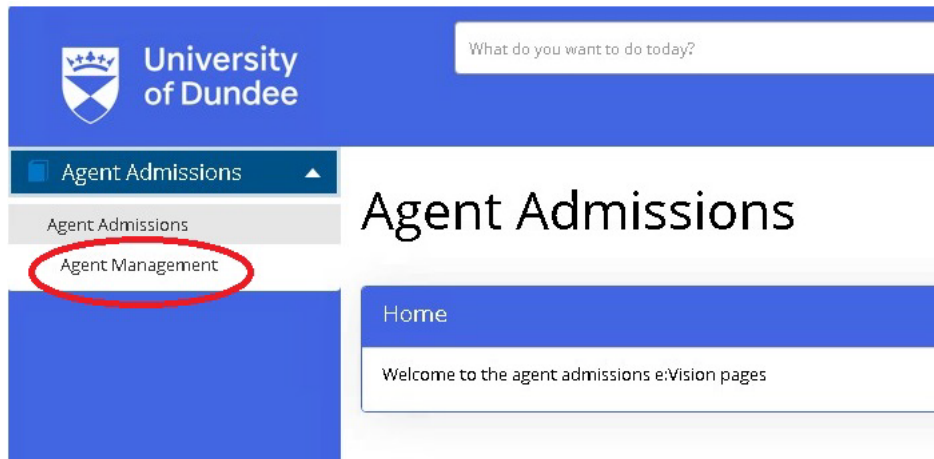 University
of Dundee
What do you want to do today?
Agent Admissions
Agent Admissions
Agent Management
Agent Admissions
Home
Welcome to the agent admissions e:Vision pages